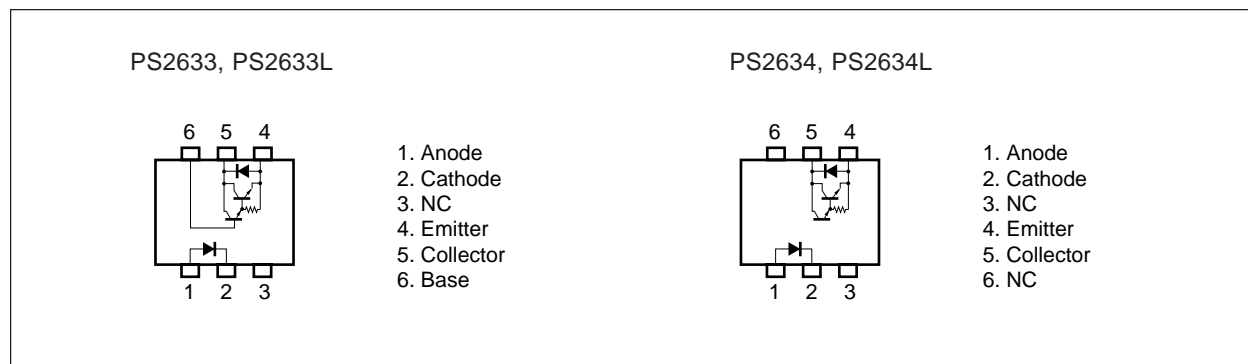 PS2633, PS2633L
6 5 4
1. Anode
2. Cathode
3. NC
4. Emitter
5. Collector
6. Base
1 2 3
PS2634, PS2634L
6 5 4
1. Anode
2. Cathode
3. NC
4. Emitter
5. Collector
6. NC
1 2 3